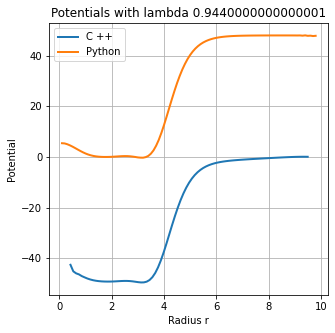 Potentials with lambda 0.9440000000000001
C ++
Python
Potential
40
20
0
−20
−40
0
2
4
6
8
10
Radius r